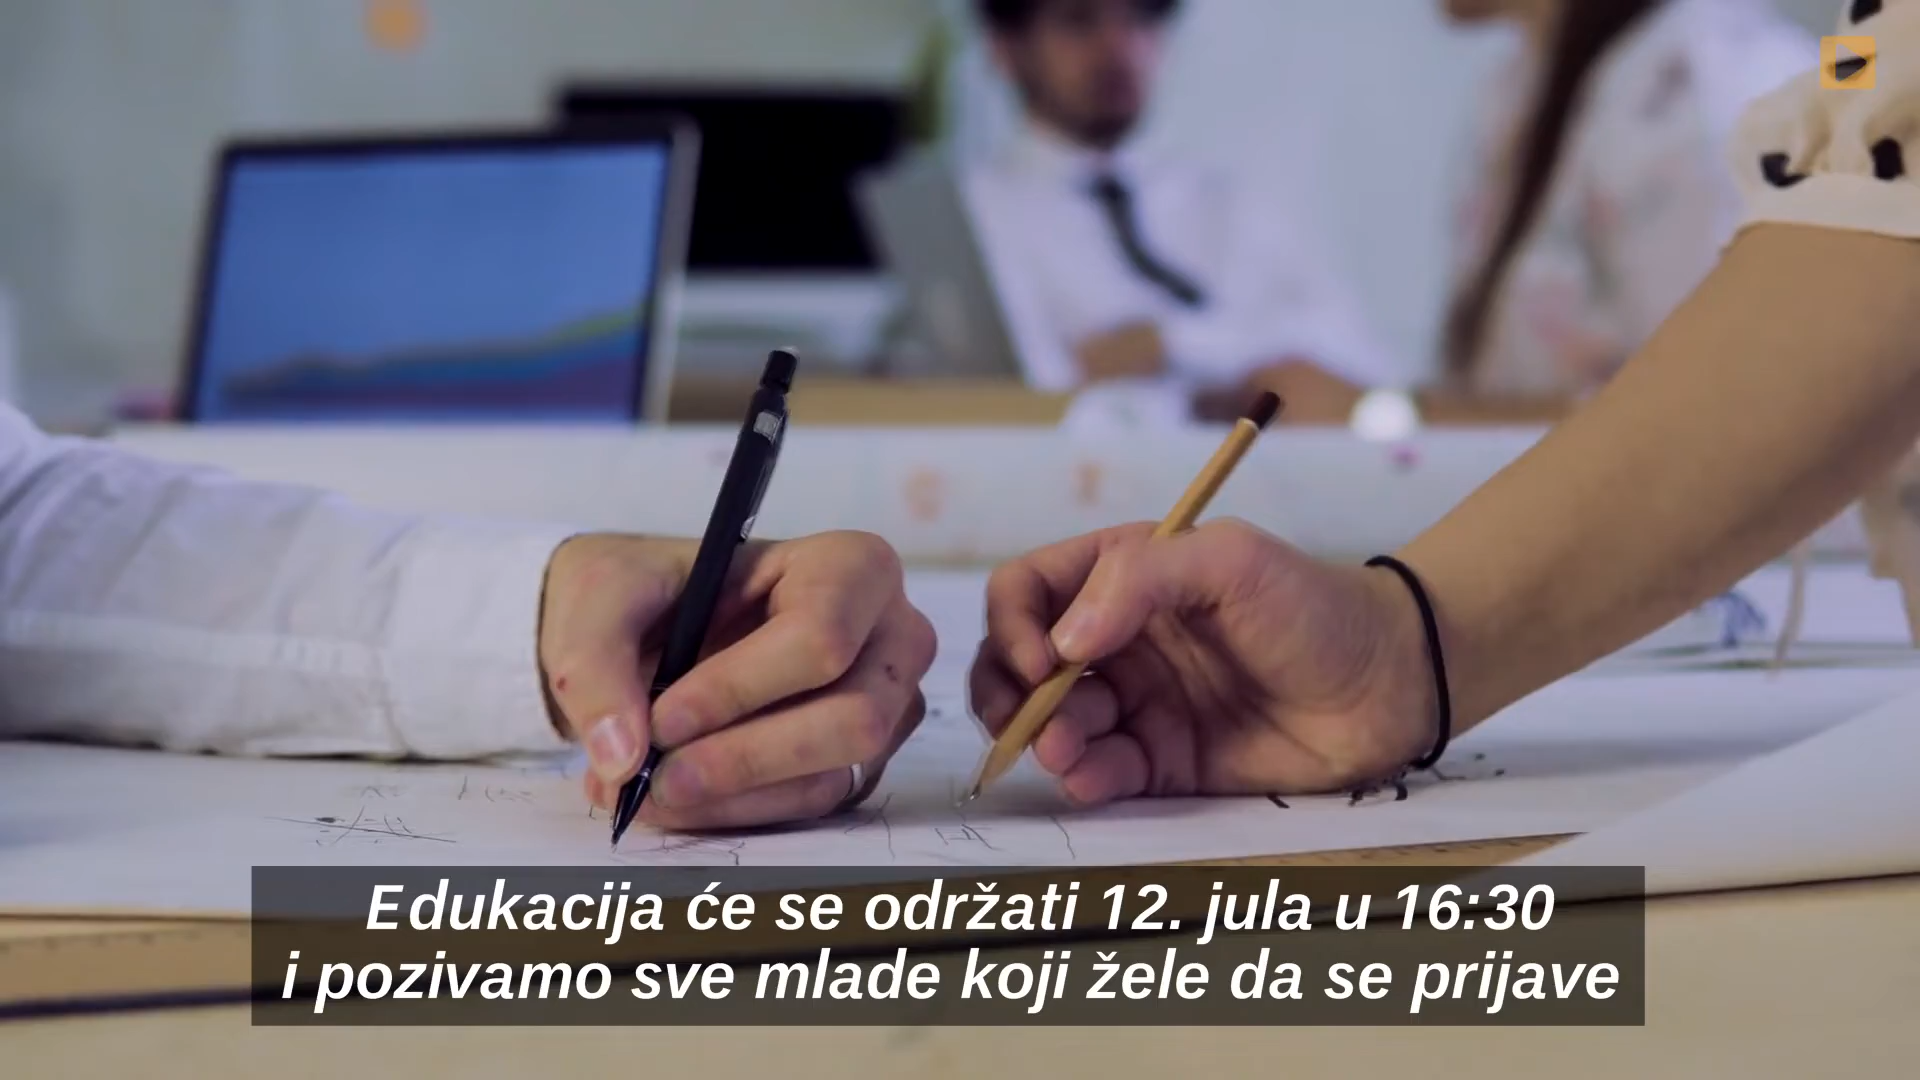 Edukacija će se održati 12. jula u 16:30
i pozivamo sve mlade koji žele da se prijave